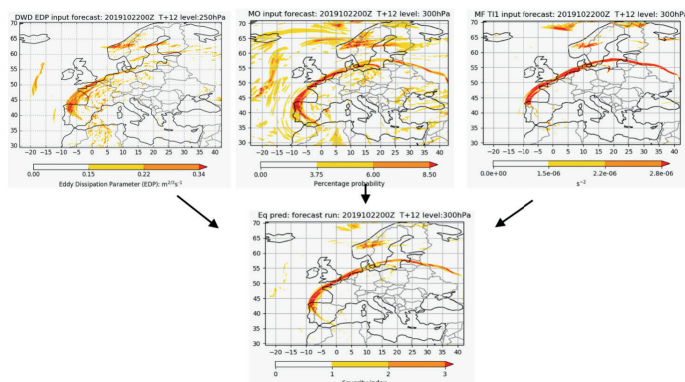 DWD EDP input forecast: 2019102200Z T+12 level:250hPa
70
65
60
55
50
45
40
35
30
−20 −15 −10 −5 0 5 10 15 20 25 30 35 40
0.00 0.15 0.22 0.34
Eddy Dissipation Parameter (EDP): m²ᐟ³s⁻¹
MO input forecast: 2019102200Z T+12 level: 300hPa
70
65
60
55
50
45
40
35
30
−20 −15 −10 −5 0 5 10 15 20 25 30 35 40
0.00 3.75 6.00 8.50
Percentage probability
MF TI1 input forecast: 2019102200Z T+12 level: 300hPa
70
65
60
55
50
45
40
35
30
−20 −15 −10 −5 0 5 10 15 20 25 30 35 40
0.0e+00 1.5e-06 2.2e-06 2.8e-06
s⁻²
Eq pred: forecast run: 2019102200Z T+12 level:300hPa
70
65
60
55
50
45
40
35
30
−20 −15 −10 −5 0 5 10 15 20 25 30 35 40
0 1 2 3
Severity index